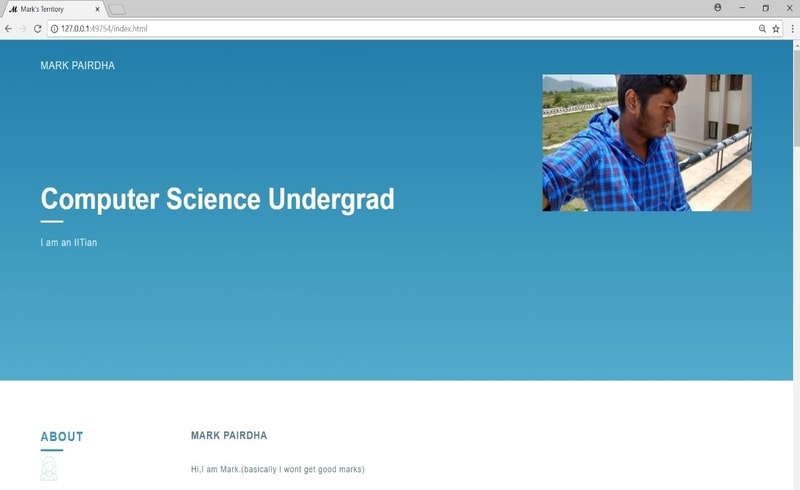 Mark's Territory
127.0.0.1:49754/index.html
MARK PAIRDHA
Computer Science Undergrad
I am an IITian
ABOUT
MARK PAIRDHA
Hi,I am Mark.(basically i wont get good marks)